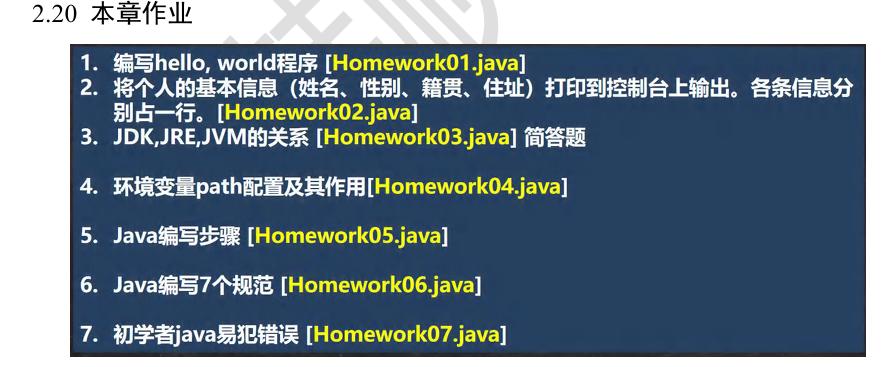 2.20 本章作业
1. 编写hello, world程序 [Homework01.java]
2. 将个人的基本信息（姓名、性别、籍贯、住址）打印到控制台上输出。各条信息分
别占一行。[Homework02.java]
3. JDK,JRE,JVM的关系 [Homework03.java] 简答题
4. 环境变量path配置及其作用[Homework04.java]
5. Java编写步骤 [Homework05.java]
6. Java编写7个规范 [Homework06.java]
7. 初学者java易犯错误 [Homework07.java]